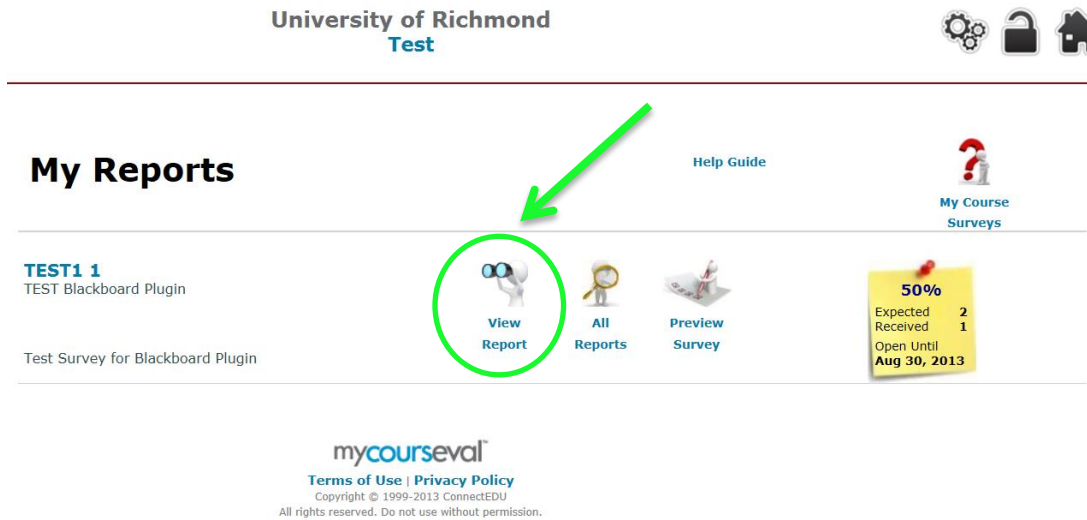 University of Richmond
Test
My Reports
Help Guide
My Course
Surveys
TEST1 1
TEST Blackboard Plugin
Test Survey for Blackboard Plugin
View
Report
All
Reports
Preview
Survey
50%
Expected 2
Received 1
Open Until
Aug 30, 2013
mycourseval™
Terms of Use | Privacy Policy
Copyright © 1999-2013 ConnectEDU
All rights reserved. Do not use without permission.